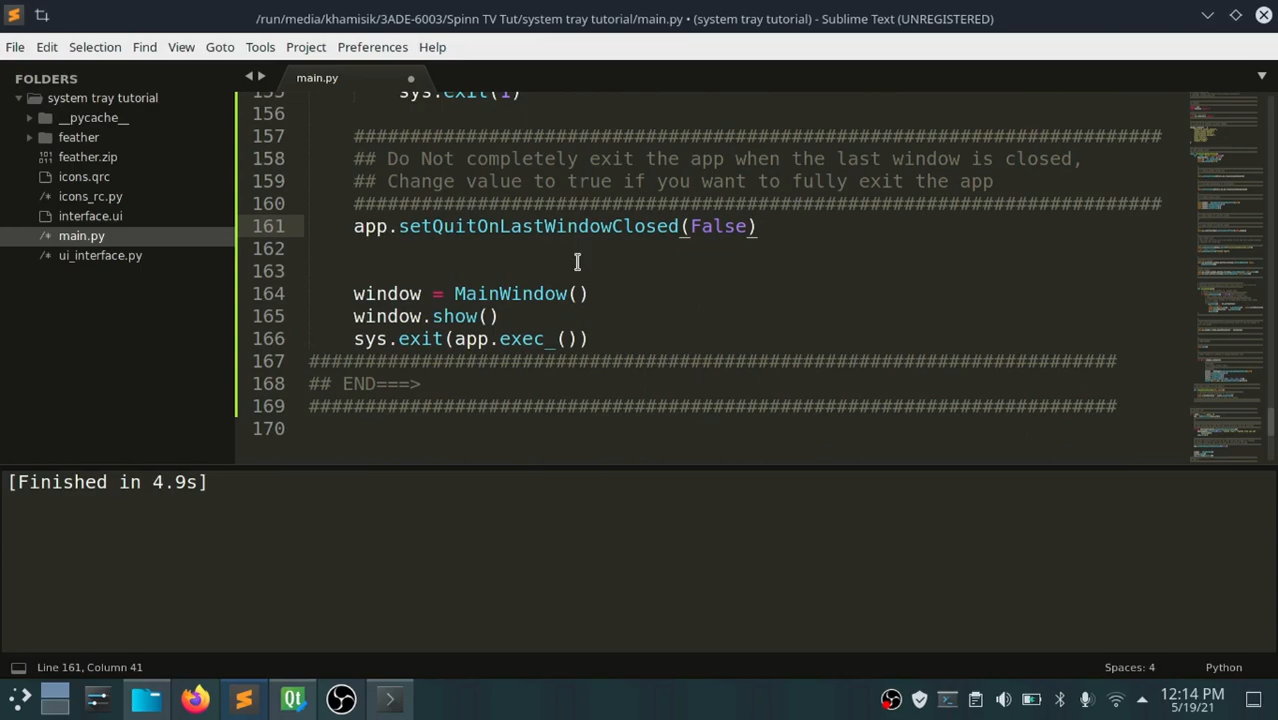 /run/media/khamisik/3ADE-6003/Spinn TV Tut/system tray tutorial/main.py • (system tray tutorial) - Sublime Text (UNREGISTERED)
File Edit Selection Find View Goto Tools Project Preferences Help
FOLDERS
system tray tutorial
__pycache__
feather
feather.zip
icons.qrc
icons_rc.py
interface.ui
main.py
ui_interface.py
main.py
155 sys.exit(1)
156
157 ########################################################################
158 ## Do Not completely exit the app when the last window is closed,
159 ## Change value to true if you want to fully exit the app
160 ########################################################################
161 app.setQuitOnLastWindowClosed(False)
162
163
164 window = MainWindow()
165 window.show()
166 sys.exit(app.exec_())
167 ########################################################################
168 ## END===>
169 ########################################################################
170
[Finished in 4.9s]
Line 161, Column 41 Spaces: 4 Python
12:14 PM
5/19/21